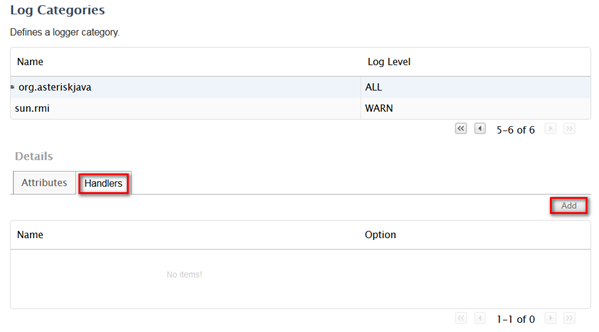 Log Categories
Defines a logger category.
Name Log Level
org.asteriskjava ALL
sun.rmi WARN
5-6 of 6
Details
Attributes Handlers
Add
Name Option
No items!
1-1 of 0